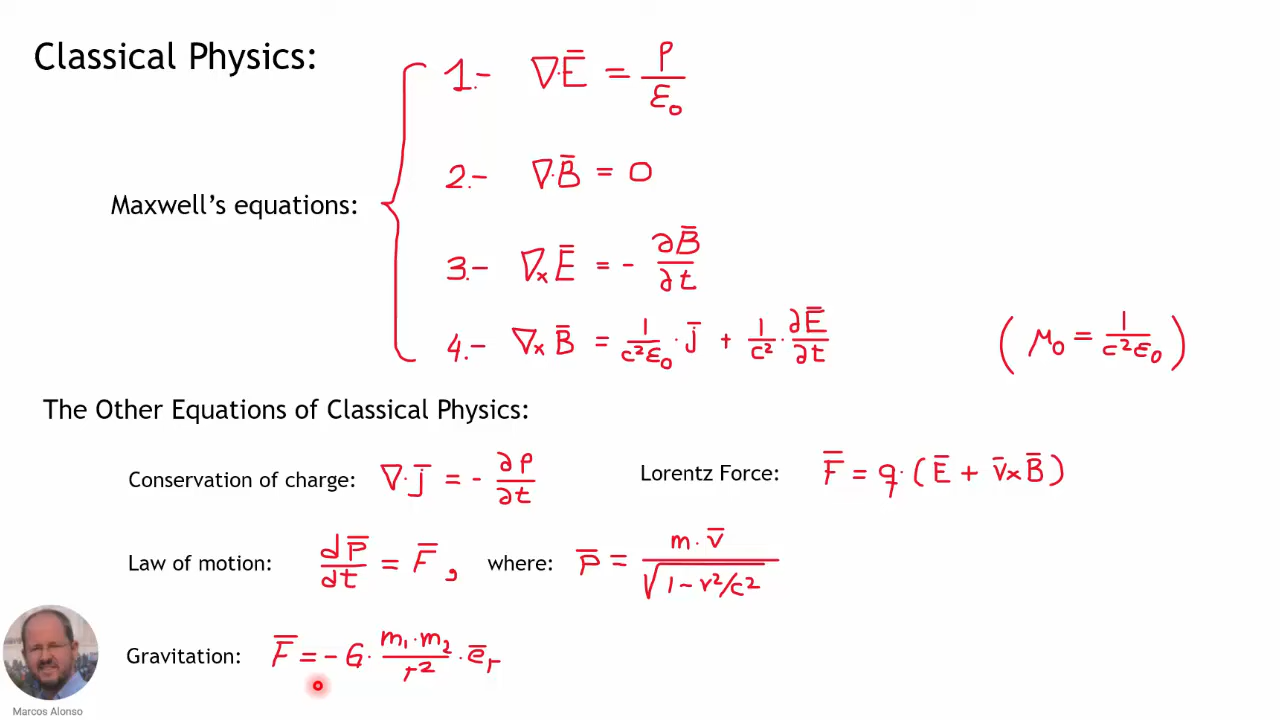 Classical Physics:
1.- ∇·E̅ = ρ/ε₀
2.- ∇·B̅ = 0
Maxwell's equations:
3.- ∇×E̅ = - ∂B̅/∂t
4.- ∇×B̅ = 1/(c²ε₀) · j̅ + 1/c² · ∂E̅/∂t
(μ₀ = 1/(c²ε₀))
The Other Equations of Classical Physics:
Conservation of charge: ∇·j̅ = - ∂ρ/∂t
Lorentz Force: F̅ = q·(E̅ + v̅×B̅)
Law of motion: dp̅/dt = F̅, where: p̅ = m·v̅/√(1-v²/c²)
Gravitation: F̅ = -G· m₁·m₂/r² · e̅ᵣ
Marcos Alonso